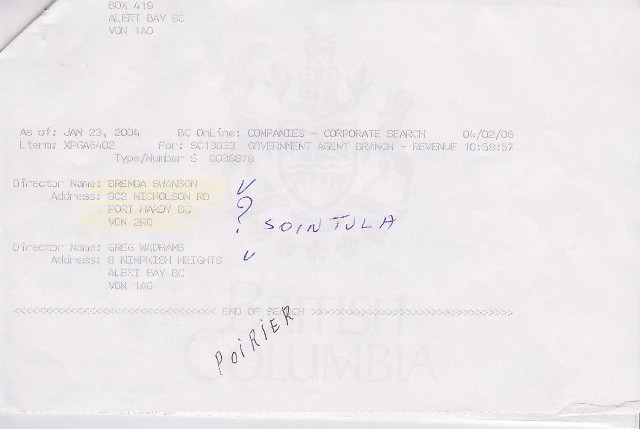 BOX 419
ALERT BAY BC
V0N 1A0
As of: JAN 23, 2004 BC OnLine: COMPANIES - CORPORATE SEARCH 04/02/06
Lterm: XPGA6402 For: SC13033 GOVERNMENT AGENT BRANCH - REVENUE 10:58:57
Type/Number S 0038879
Director Name: BRENDA SWANSON
Address: 902 NICHOLSON RD
PORT HARDY BC
V0N 2R0
? SOINTULA
Director Name: GREG WADHAMS
Address: 6 NIMPKISH HEIGHTS
ALERT BAY BC
V0N 1A0
<<<<<<<<<<<<<<<<<<<<<<<<<<<<<<< END OF SEARCH >>>>>>>>>>>>>>>>>>>>>>>>>>>>>>>
POIRIER
BRITISH
COLUMBIA